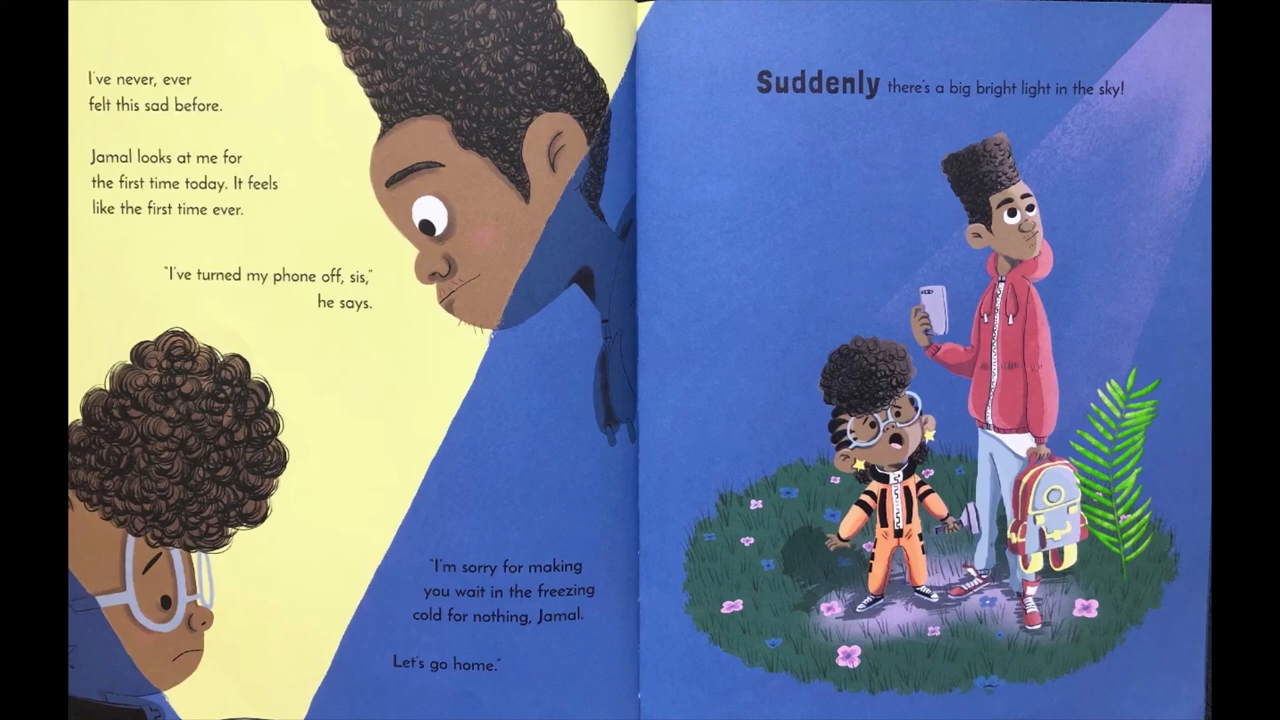 I've never, ever
felt this sad before.
Jamal looks at me for
the first time today. It feels
like the first time ever.
"I've turned my phone off, sis,"
he says.
"I'm sorry for making
you wait in the freezing
cold for nothing, Jamal.
Let's go home."
Suddenly there's a big bright light in the sky!